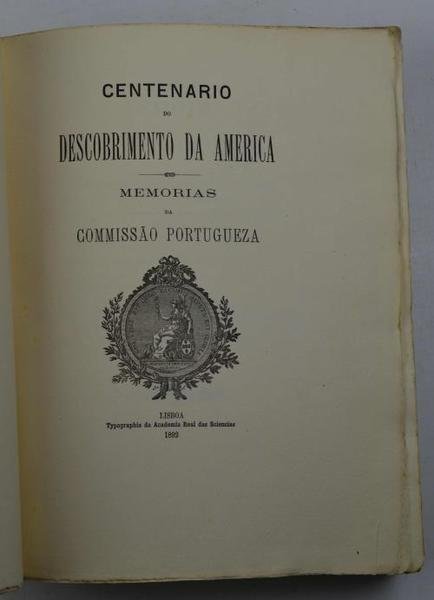 CENTENARIO
DO
DESCOBRIMENTO DA AMERICA
MEMORIAS
DA
COMMISSÃO PORTUGUEZA
LISBOA
Typographia da Academia Real das Sciencias
1892